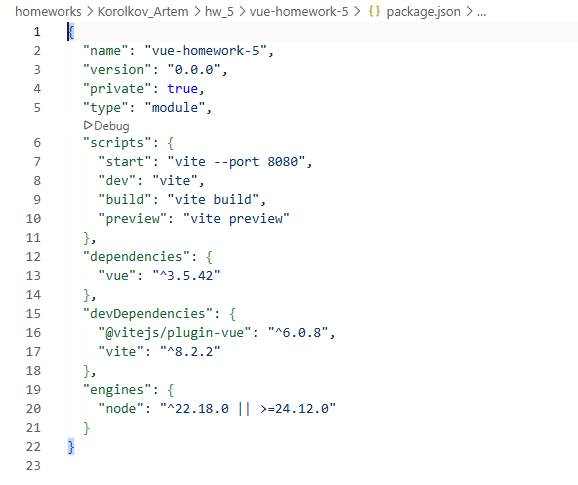 homeworks > Korolkov_Artem > hw_5 > vue-homework-5 > {} package.json > ...
1 {
2 "name": "vue-homework-5",
3 "version": "0.0.0",
4 "private": true,
5 "type": "module",
Debug
6 "scripts": {
7 "start": "vite --port 8080",
8 "dev": "vite",
9 "build": "vite build",
10 "preview": "vite preview"
11 },
12 "dependencies": {
13 "vue": "^3.5.42"
14 },
15 "devDependencies": {
16 "@vitejs/plugin-vue": "^6.0.8",
17 "vite": "^8.2.2"
18 },
19 "engines": {
20 "node": "^22.18.0 || >=24.12.0"
21 }
22 }
23